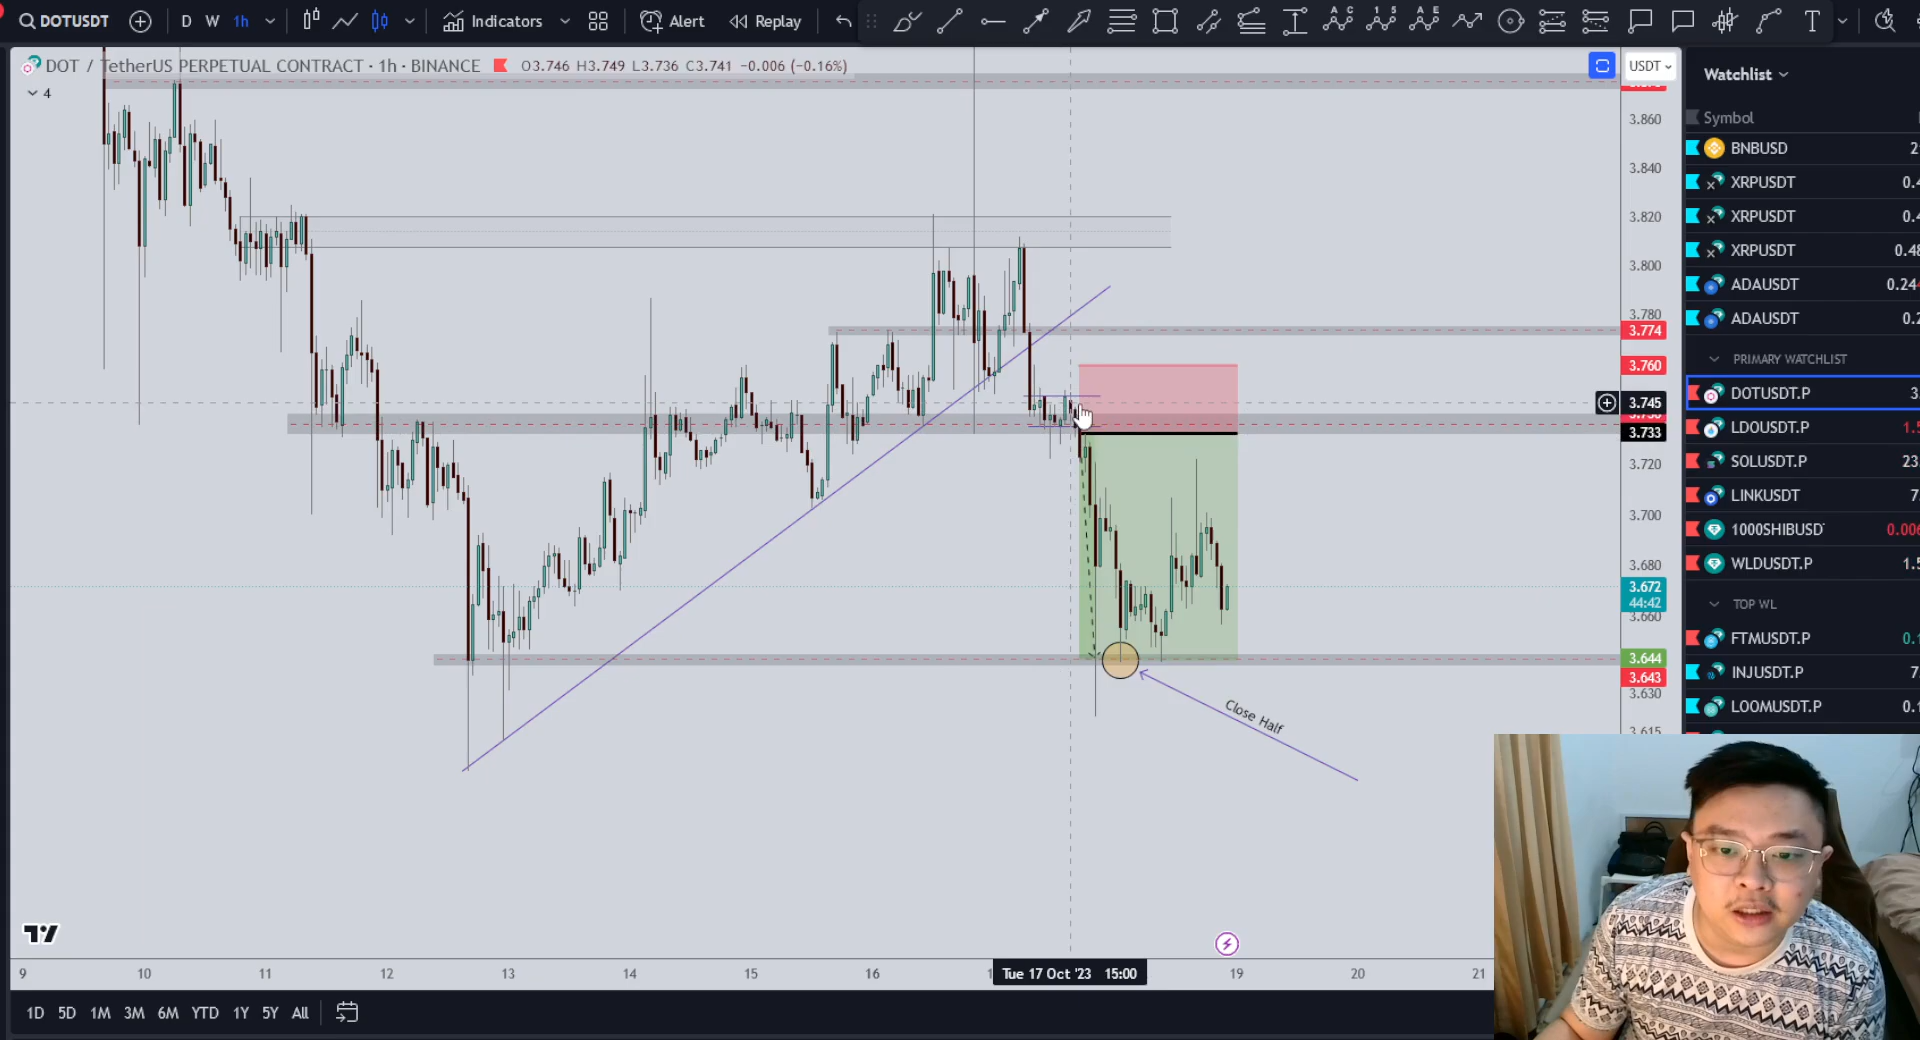 DOTUSDT D W 1h Indicators Alert Replay
DOT / TetherUS PERPETUAL CONTRACT · 1h · BINANCE O3.746 H3.749 L3.736 C3.741 −0.006 (−0.16%)
4
USDT
3.860
3.840
3.820
3.800
3.780
3.774
3.760
3.745
3.733
3.720
3.700
3.680
3.672
44:42
3.660
3.644
3.643
3.630
3.615
Close Half
9 10 11 12 13 14 15 16 Tue 17 Oct '23 15:00 19 20 21
1D 5D 1M 3M 6M YTD 1Y 5Y All
Watchlist
Symbol
BNBUSD
XRPUSDT
XRPUSDT
XRPUSDT
ADAUSDT
ADAUSDT
PRIMARY WATCHLIST
DOTUSDT.P
LDOUSDT.P
SOLUSDT.P
LINKUSDT
1000SHIBUSD
WLDUSDT.P
TOP WL
FTMUSDT.P
INJUSDT.P
LOOMUSDT.P